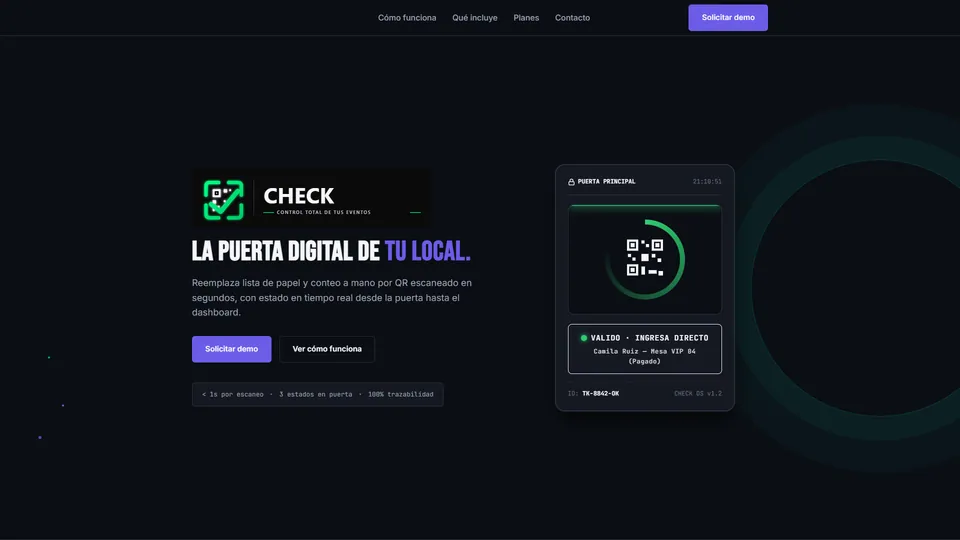 Cómo funciona
Qué incluye
Planes
Contacto
Solicitar demo
CHECK
CONTROL TOTAL DE TUS EVENTOS
LA PUERTA DIGITAL DE TU LOCAL.
Reemplaza lista de papel y conteo a mano por QR escaneado en
segundos, con estado en tiempo real desde la puerta hasta el
dashboard.
Solicitar demo
Ver cómo funciona
< 1s por escaneo · 3 estados en puerta · 100% trazabilidad
PUERTA PRINCIPAL
21:19:51
VALIDO · INGRESA DIRECTO
Camila Ruiz — Mesa VIP 04
(Pagado)
ID: TK-8842-OK
CHECK OS v1.2